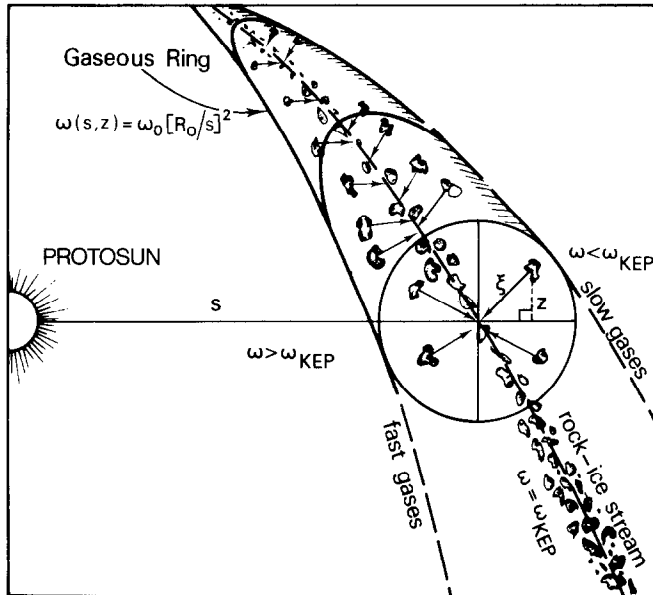 Gaseous Ring
ω(s,z)=ω₀[R₀/s]²
PROTOSUN
s
ξ
z
ω<ω_KEP
slow gases
ω>ω_KEP
fast gases
rock-ice stream
ω=ω_KEP